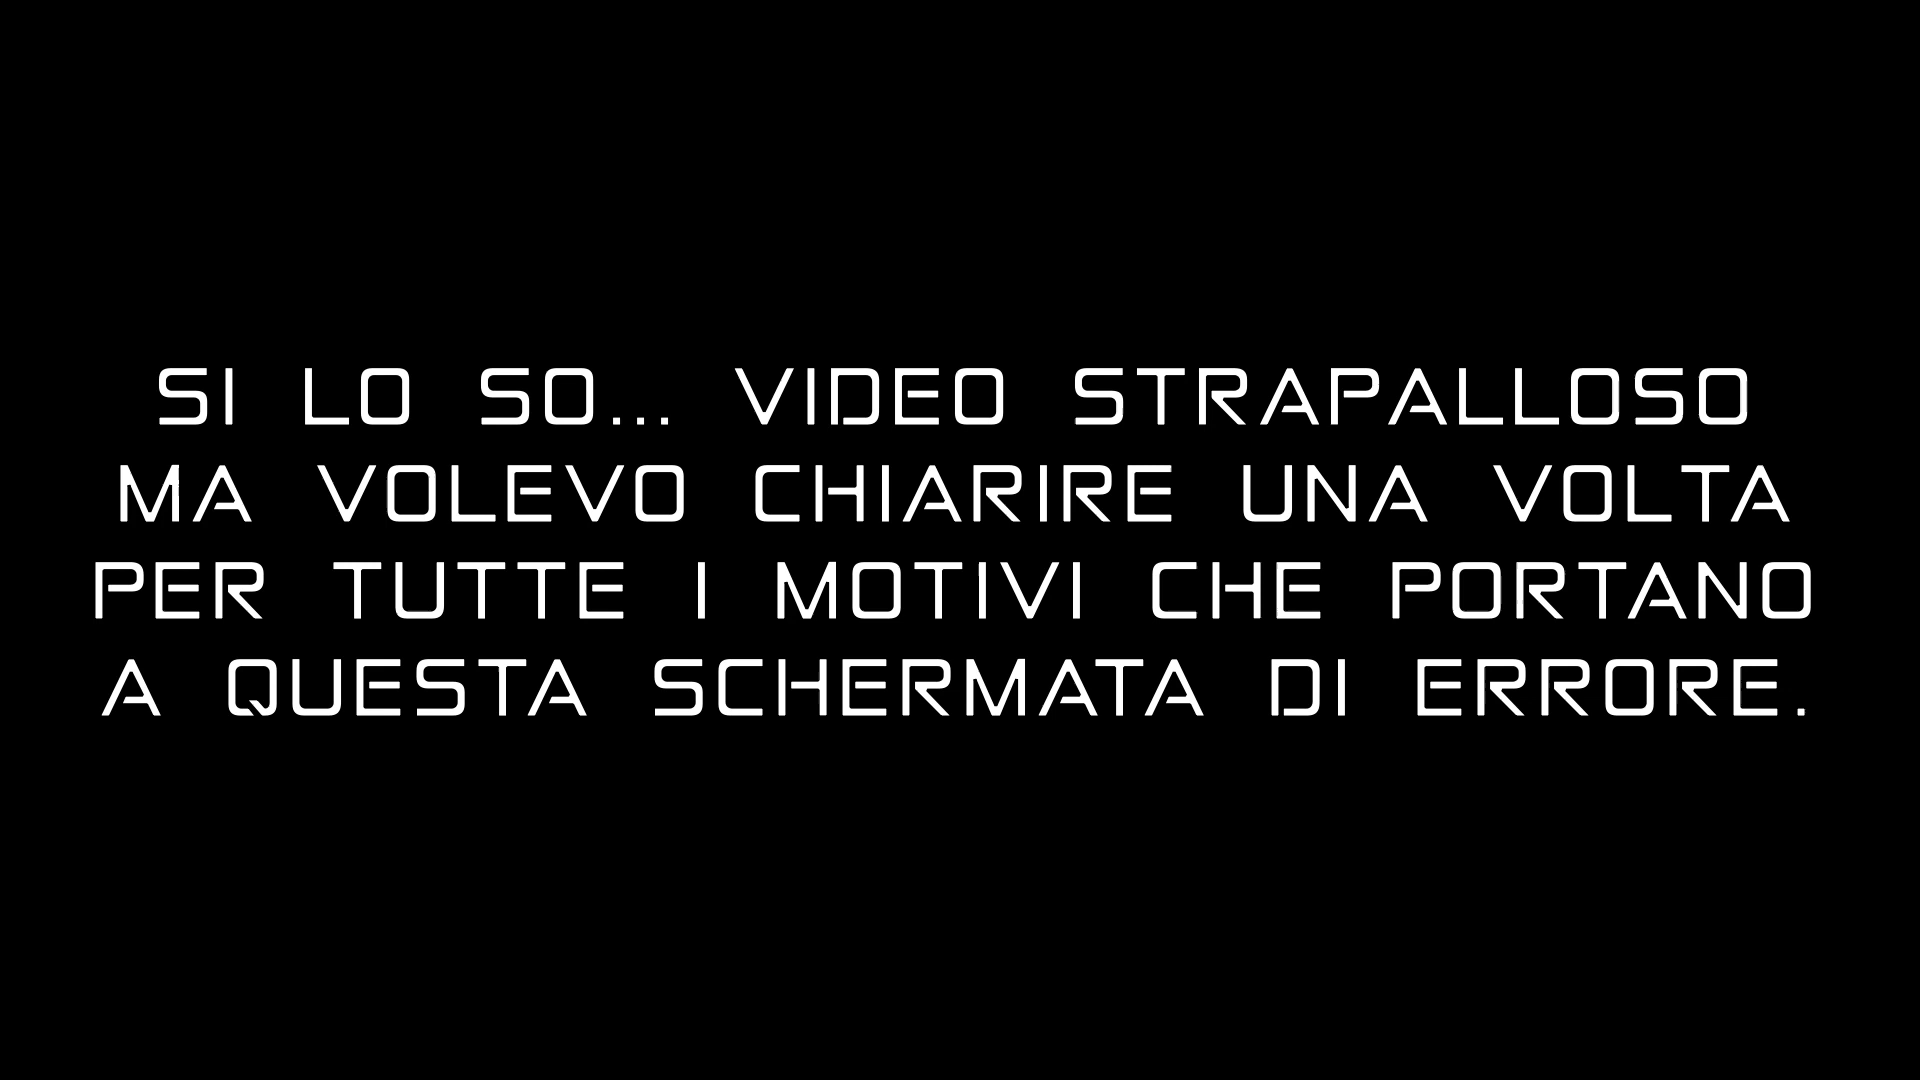 SI LO SO... VIDEO STRAPALLOSO
MA VOLEVO CHIARIRE UNA VOLTA
PER TUTTE I MOTIVI CHE PORTANO
A QUESTA SCHERMATA DI ERRORE.